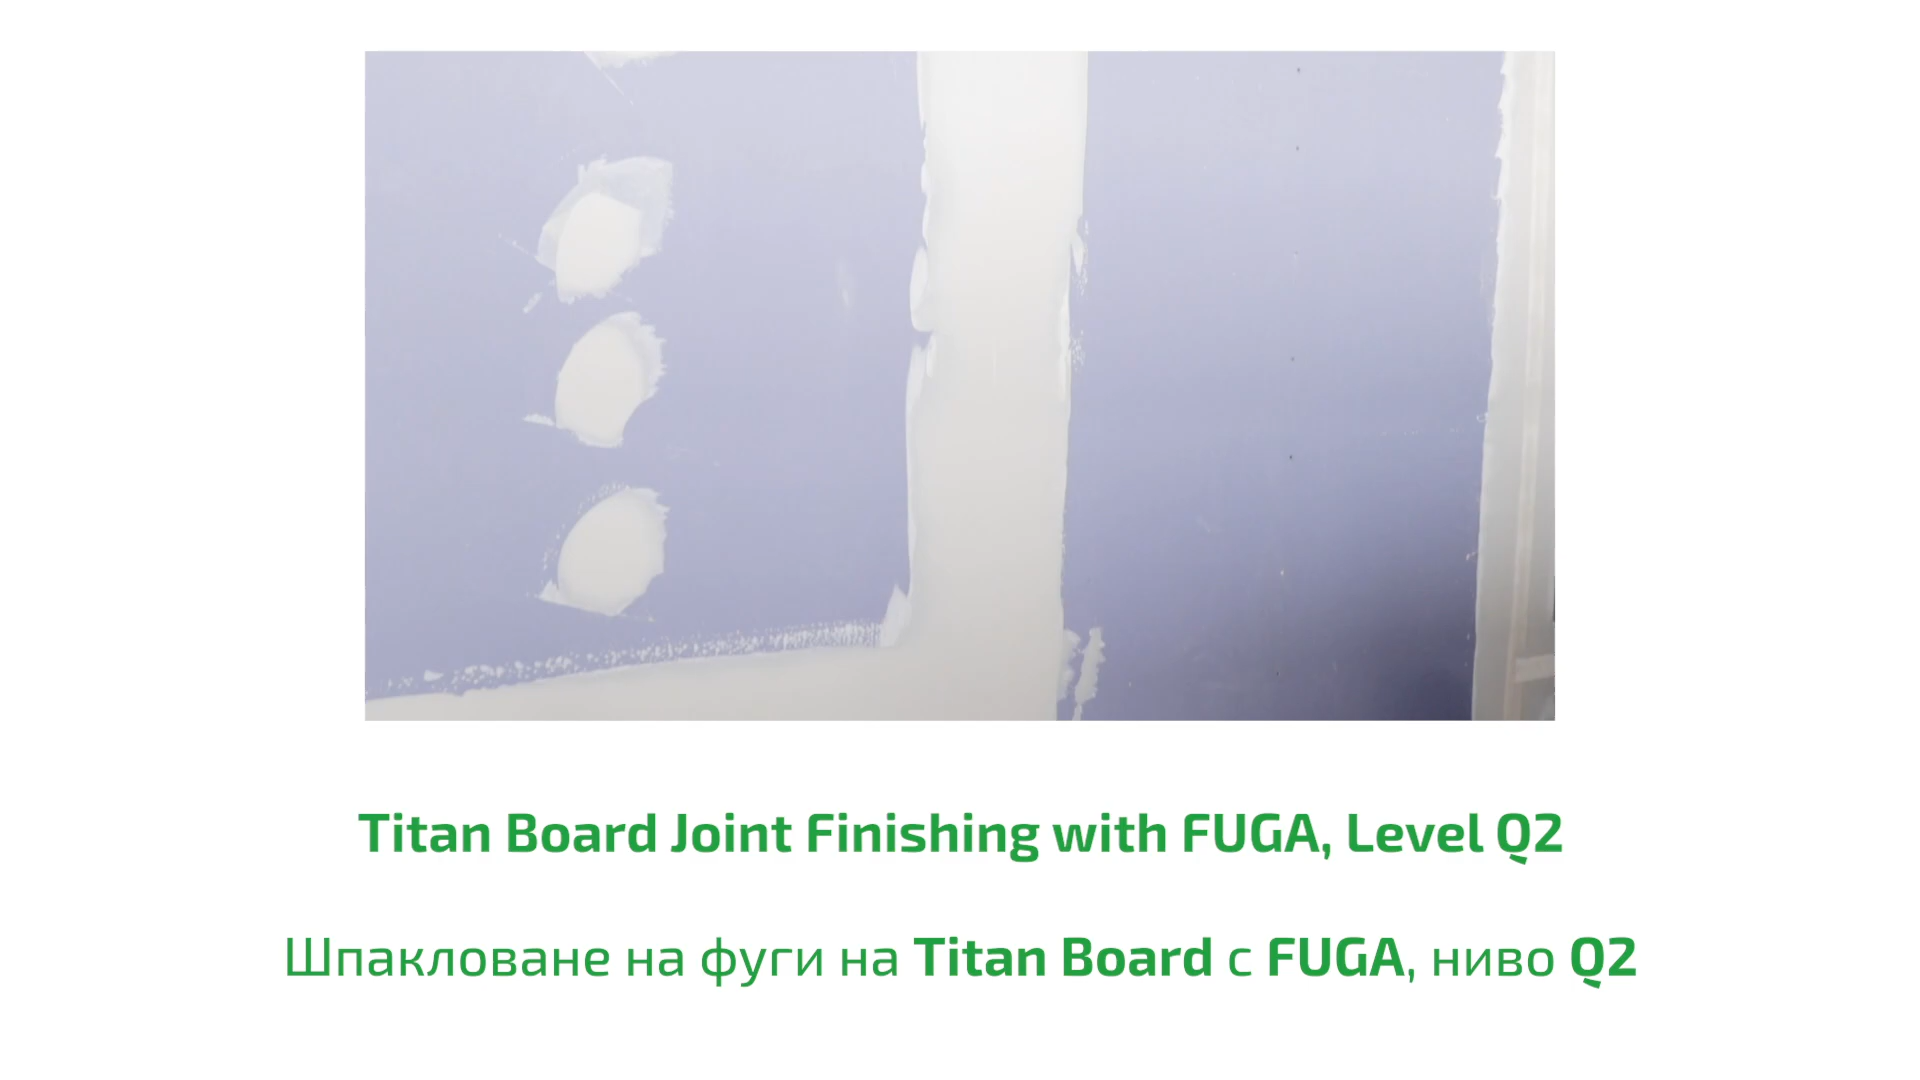 Titan Board Joint Finishing with FUGA, Level Q2
Шпакловане на фуги на Titan Board с FUGA, ниво Q2